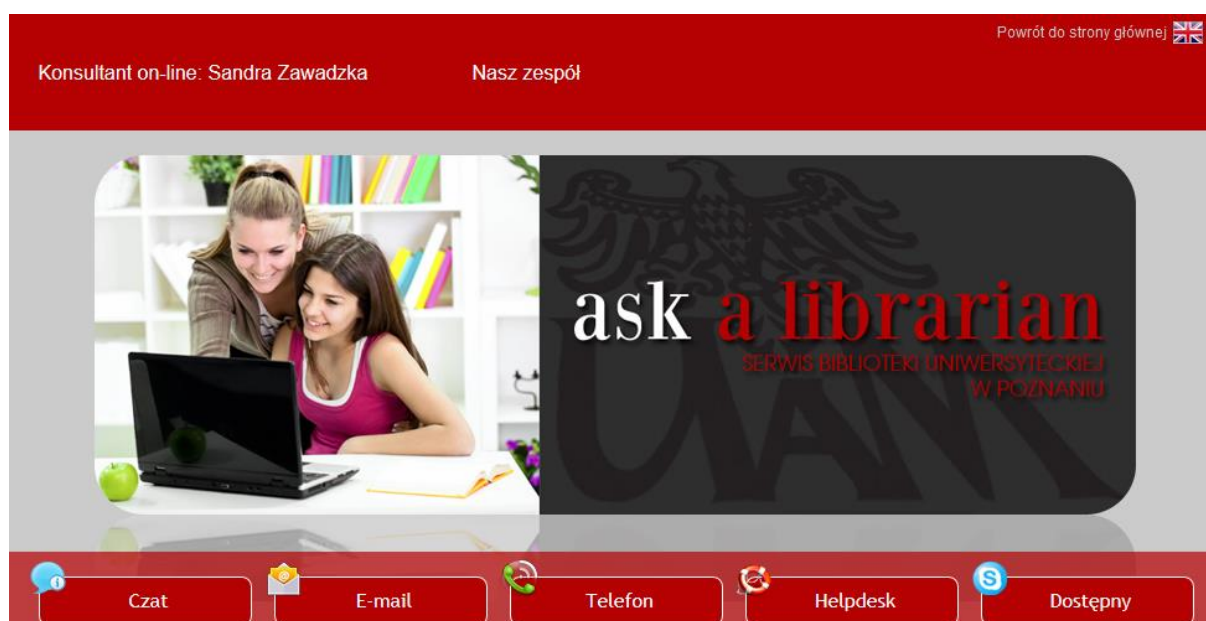 Powrót do strony głównej
Konsultant on-line: Sandra Zawadzka
Nasz zespół
ask a librarian
SERWIS BIBLIOTEKI UNIWERSYTECKIEJ
W POZNANIU
UAM
Czat
E-mail
Telefon
Helpdesk
Dostępny